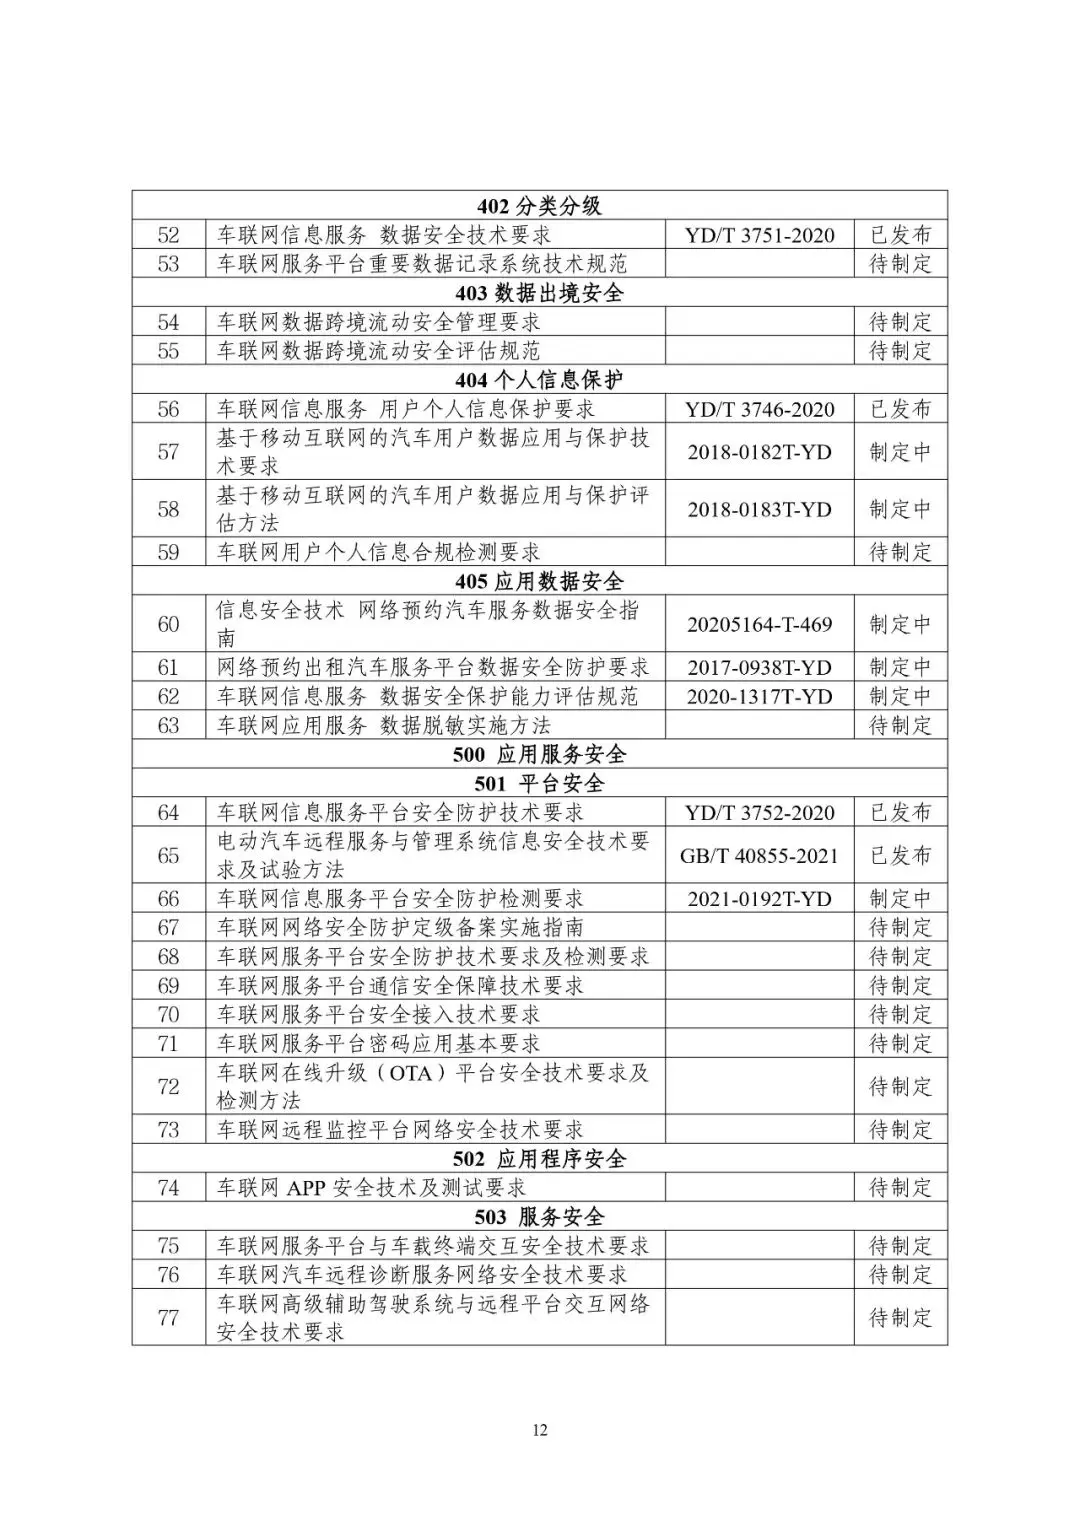 402 分类分级
52 车联网信息服务 数据安全技术要求 YD/T 3751-2020 已发布
53 车联网服务平台重要数据记录系统技术规范 待制定
403 数据出境安全
54 车联网数据跨境流动安全管理要求 待制定
55 车联网数据跨境流动安全评估规范 待制定
404 个人信息保护
56 车联网信息服务 用户个人信息保护要求 YD/T 3746-2020 已发布
57 基于移动互联网的汽车用户数据应用与保护技 2018-0182T-YD 制定中
术要求
58 基于移动互联网的汽车用户数据应用与保护评 2018-0183T-YD 制定中
估方法
59 车联网用户个人信息合规检测要求 待制定
405 应用数据安全
60 信息安全技术 网络预约汽车服务数据安全指 20205164-T-469 制定中
南
61 网络预约出租汽车服务平台数据安全防护要求 2017-0938T-YD 制定中
62 车联网信息服务 数据安全保护能力评估规范 2020-1317T-YD 制定中
63 车联网应用服务 数据脱敏实施方法 待制定
500 应用服务安全
501 平台安全
64 车联网信息服务平台安全防护技术要求 YD/T 3752-2020 已发布
65 电动汽车远程服务与管理系统信息安全技术要 GB/T 40855-2021 已发布
求及试验方法
66 车联网信息服务平台安全防护检测要求 2021-0192T-YD 制定中
67 车联网网络安全防护定级备案实施指南 待制定
68 车联网服务平台安全防护技术要求及检测要求 待制定
69 车联网服务平台通信安全保障技术要求 待制定
70 车联网服务平台安全接入技术要求 待制定
71 车联网服务平台密码应用基本要求 待制定
72 车联网在线升级（OTA）平台安全技术要求及 待制定
检测方法
73 车联网远程监控平台网络安全技术要求 待制定
502 应用程序安全
74 车联网 APP 安全技术及测试要求 待制定
503 服务安全
75 车联网服务平台与车载终端交互安全技术要求 待制定
76 车联网汽车远程诊断服务网络安全技术要求 待制定
77 车联网高级辅助驾驶系统与远程平台交互网络 待制定
安全技术要求
12